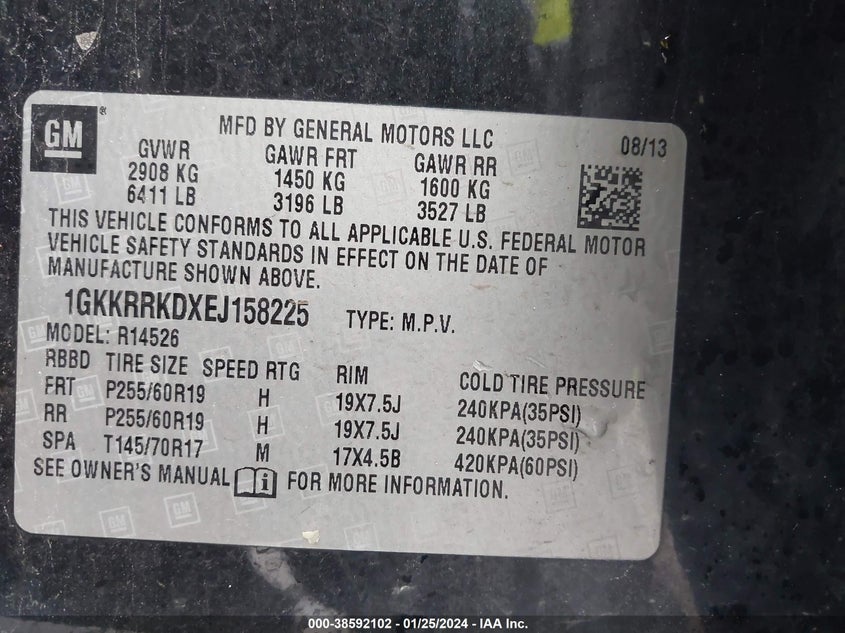 GM
®
MFD BY GENERAL MOTORS LLC
08/13
GVWR GAWR FRT GAWR RR
2908 KG 1450 KG 1600 KG
6411 LB 3196 LB 3527 LB
THIS VEHICLE CONFORMS TO ALL APPLICABLE U.S. FEDERAL MOTOR
VEHICLE SAFETY STANDARDS IN EFFECT ON THE DATE OF
MANUFACTURE SHOWN ABOVE.
1GKKRRKDXEJ158225 TYPE: M.P.V.
MODEL: R14526
RBBD TIRE SIZE SPEED RTG RIM COLD TIRE PRESSURE
FRT P255/60R19 H 19X7.5J 240KPA(35PSI)
RR P255/60R19 H 19X7.5J 240KPA(35PSI)
SPA T145/70R17 M 17X4.5B 420KPA(60PSI)
SEE OWNER'S MANUAL i FOR MORE INFORMATION.
000-38592102 - 01/25/2024 - IAA Inc.